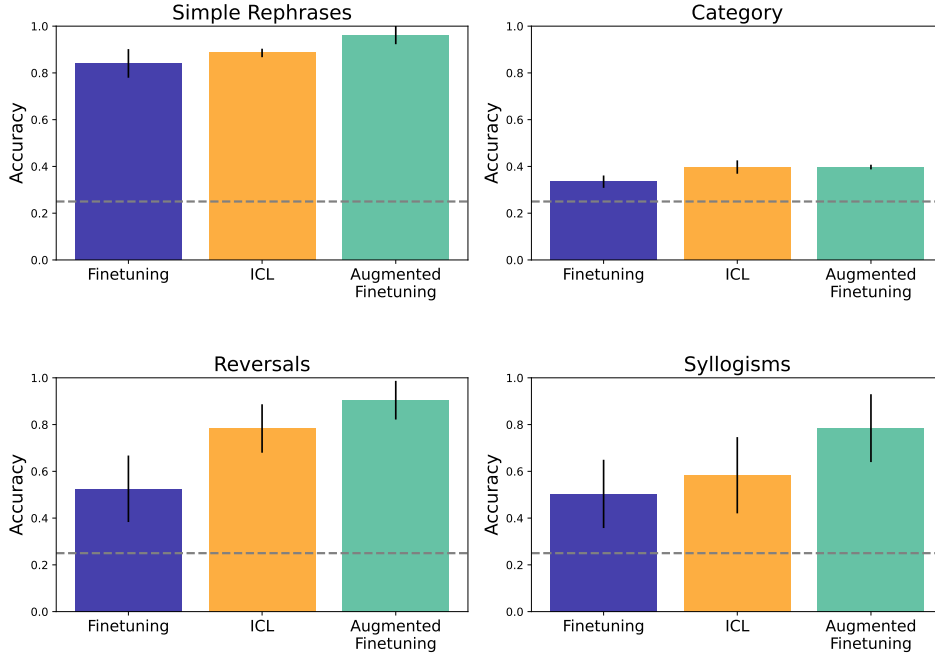 Simple Rephrases
Accuracy
1.0
0.8
0.6
0.4
0.2
0.0
Finetuning
ICL
Augmented
Finetuning
Category
Accuracy
1.0
0.8
0.6
0.4
0.2
0.0
Finetuning
ICL
Augmented
Finetuning
Reversals
Accuracy
1.0
0.8
0.6
0.4
0.2
0.0
Finetuning
ICL
Augmented
Finetuning
Syllogisms
Accuracy
1.0
0.8
0.6
0.4
0.2
0.0
Finetuning
ICL
Augmented
Finetuning